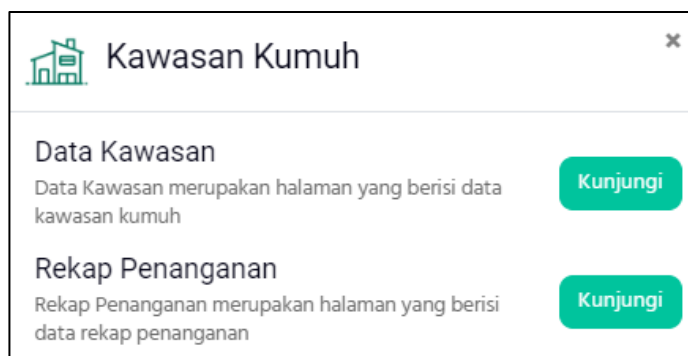 Kawasan Kumuh
Data Kawasan
Data Kawasan merupakan halaman yang berisi data
kawasan kumuh
Kunjungi
Rekap Penanganan
Rekap Penanganan merupakan halaman yang berisi
data rekap penanganan
Kunjungi